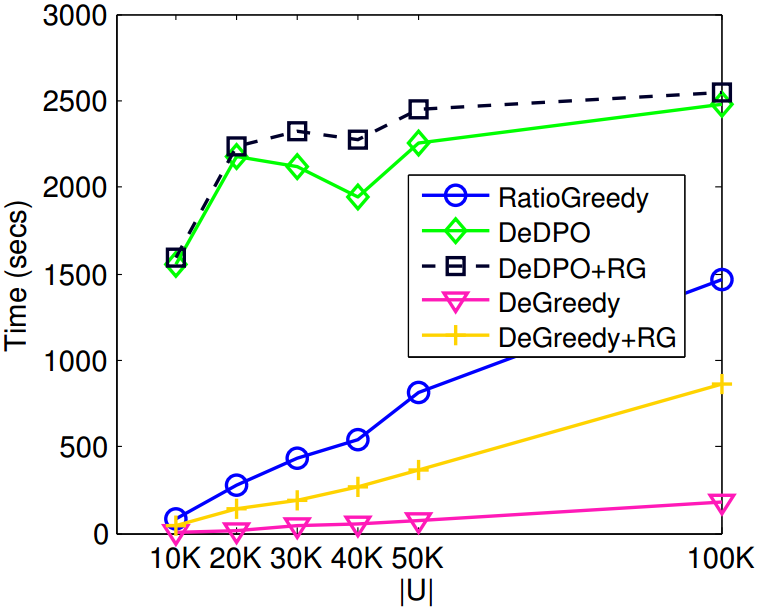 3000
2500
2000
1500
1000
500
0
Time (secs)
RatioGreedy
DeDPO
DeDPO+RG
DeGreedy
DeGreedy+RG
10K 20K 30K 40K 50K 100K
|U|